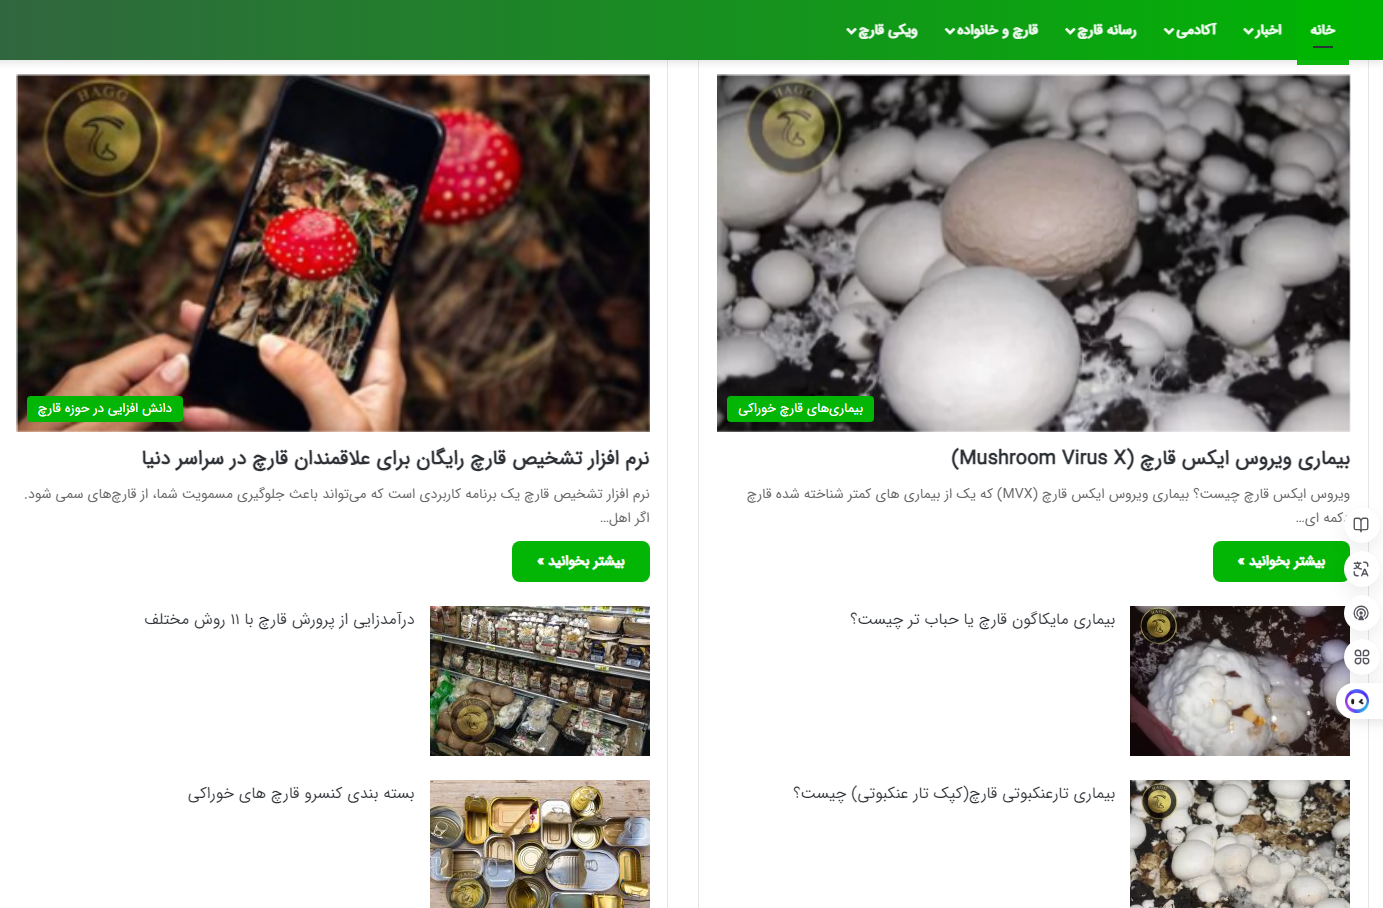 خانه
اخبار
آکادمی
رسانه قارچ
قارچ و خانواده
ویکی قارچ
HAGG
بیماری‌های قارچ خوراکی
بیماری ویروس ایکس قارچ (Mushroom Virus X)
ویروس ایکس قارچ چیست؟ بیماری ویروس ایکس قارچ (MVX) که یک از بیماری های کمتر شناخته شده قارچ
دکمه ای…
بیشتر بخوانید »
بیماری مایکاگون قارچ یا حباب تر چیست؟
بیماری تارعنکبوتی قارچ(کپک تار عنکبوتی) چیست؟
HAGG
دانش افزایی در حوزه قارچ
نرم افزار تشخیص قارچ رایگان برای علاقمندان قارچ در سراسر دنیا
نرم افزار تشخیص قارچ یک برنامه کاربردی است که می‌تواند باعث جلوگیری مسمویت شما، از قارچ‌های سمی شود.
اگر اهل…
بیشتر بخوانید »
درآمدزایی از پرورش قارچ با ۱۱ روش مختلف
بسته بندی کنسرو قارچ های خوراکی